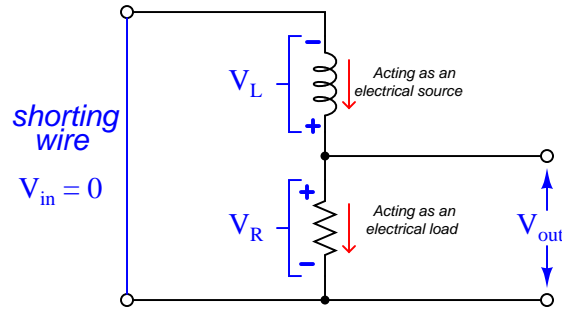 −
V_L
Acting as an
electrical source
+
shorting
wire
V_in = 0
+
V_R
Acting as an
electrical load
−
V_out